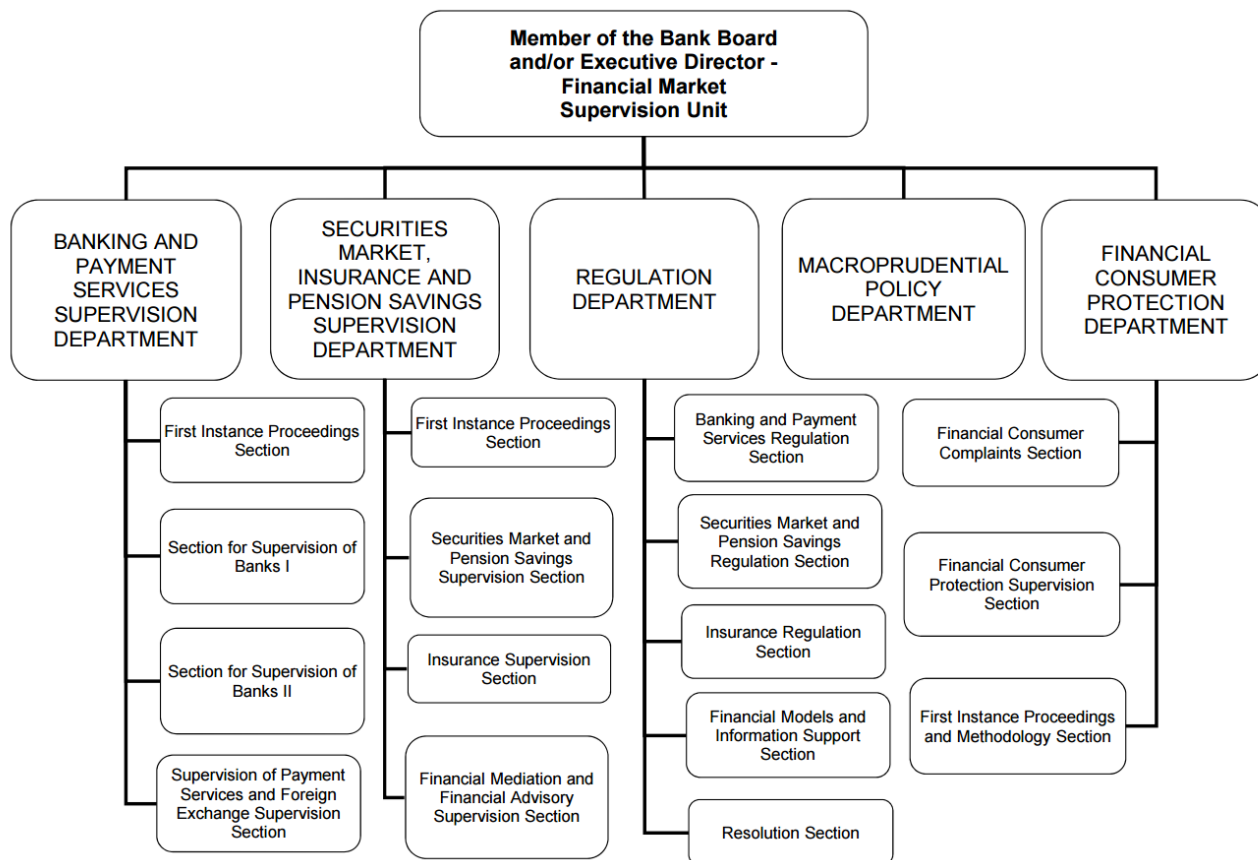 Member of the Bank Board
and/or Executive Director -
Financial Market
Supervision Unit
BANKING AND
PAYMENT
SERVICES
SUPERVISION
DEPARTMENT
SECURITIES
MARKET,
INSURANCE AND
PENSION SAVINGS
SUPERVISION
DEPARTMENT
REGULATION
DEPARTMENT
MACROPRUDENTIAL
POLICY
DEPARTMENT
FINANCIAL
CONSUMER
PROTECTION
DEPARTMENT
First Instance Proceedings
Section
Section for Supervision of
Banks I
Section for Supervision of
Banks II
Supervision of Payment
Services and Foreign
Exchange Supervision
Section
First Instance Proceedings
Section
Securities Market and
Pension Savings
Supervision Section
Insurance Supervision
Section
Financial Mediation and
Financial Advisory
Supervision Section
Banking and Payment
Services Regulation
Section
Securities Market and
Pension Savings
Regulation Section
Insurance Regulation
Section
Financial Models and
Information Support
Section
Resolution Section
Financial Consumer
Complaints Section
Financial Consumer
Protection Supervision
Section
First Instance Proceedings
and Methodology Section